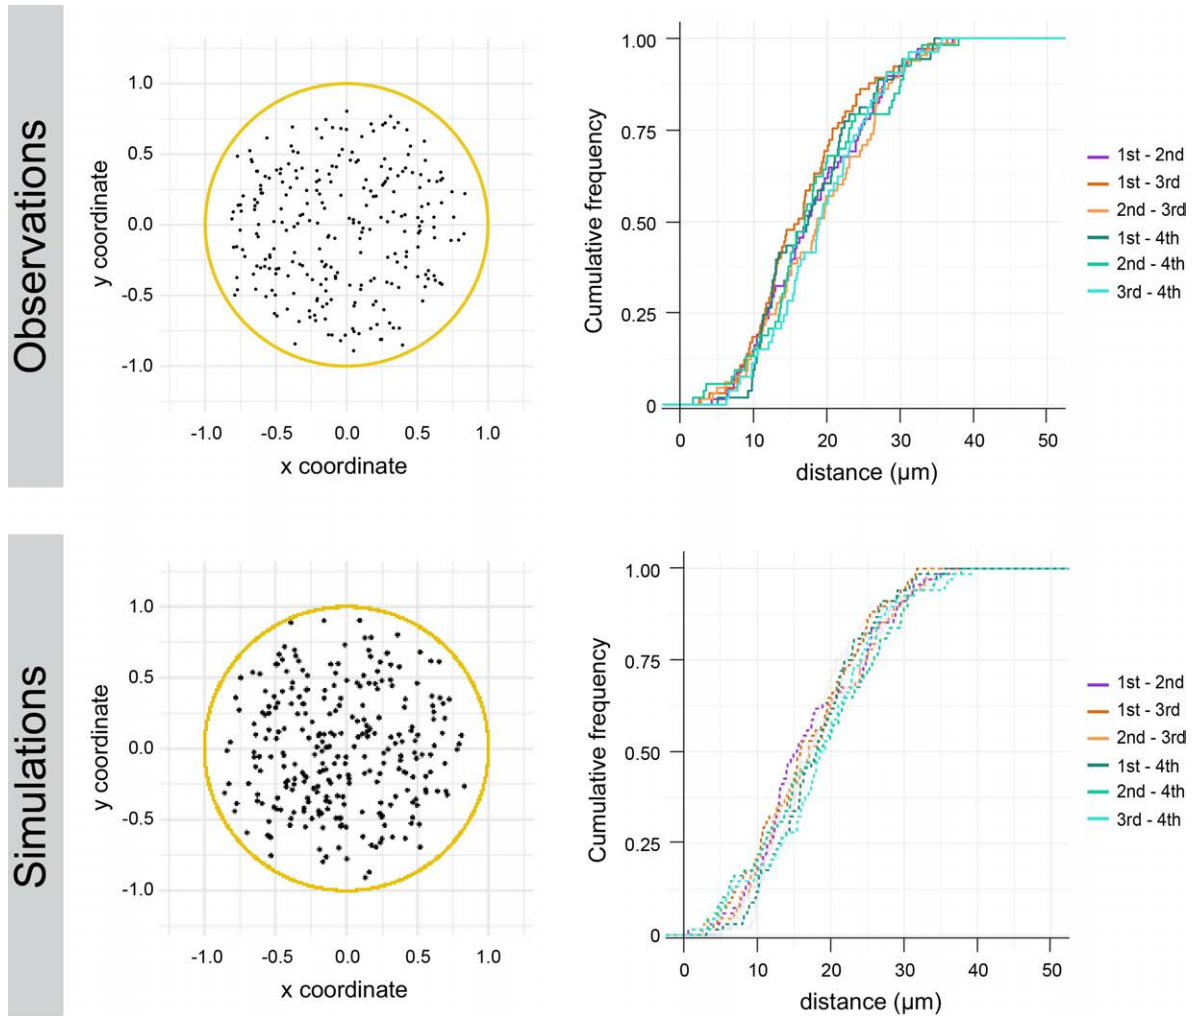 Observations
y coordinate
1.0
0.5
0.0
-0.5
-1.0
-1.0 -0.5 0.0 0.5 1.0
x coordinate
Cumulative frequency
1.00
0.75
0.50
0.25
0
0 10 20 30 40 50
distance (µm)
1st - 2nd
1st - 3rd
2nd - 3rd
1st - 4th
2nd - 4th
3rd - 4th
Simulations
y coordinate
1.0
0.5
0.0
-0.5
-1.0
-1.0 -0.5 0.0 0.5 1.0
x coordinate
Cumulative frequency
1.00
0.75
0.50
0.25
0
0 10 20 30 40 50
distance (µm)
1st - 2nd
1st - 3rd
2nd - 3rd
1st - 4th
2nd - 4th
3rd - 4th